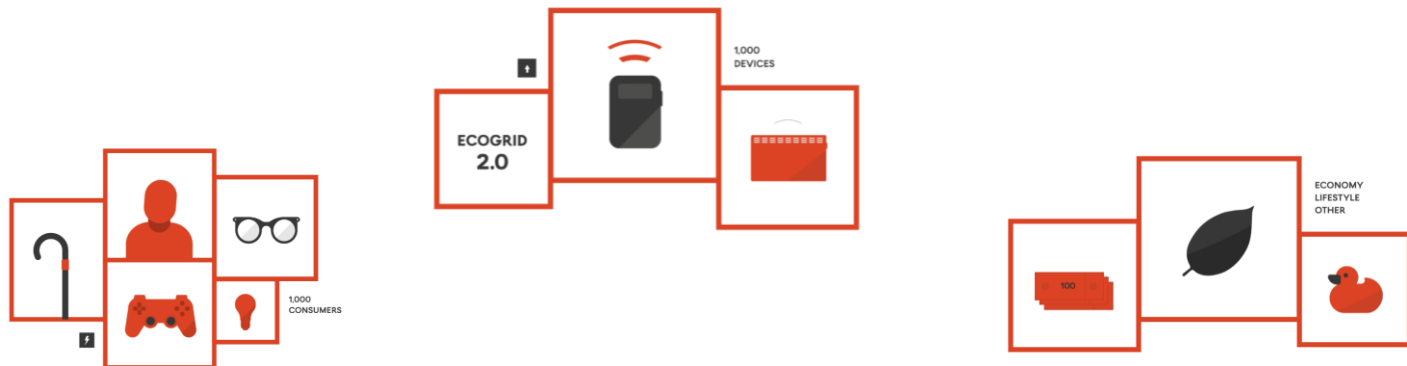 1,000
CONSUMERS
ECOGRID
2.0
1,000
DEVICES
100
ECONOMY
LIFESTYLE
OTHER